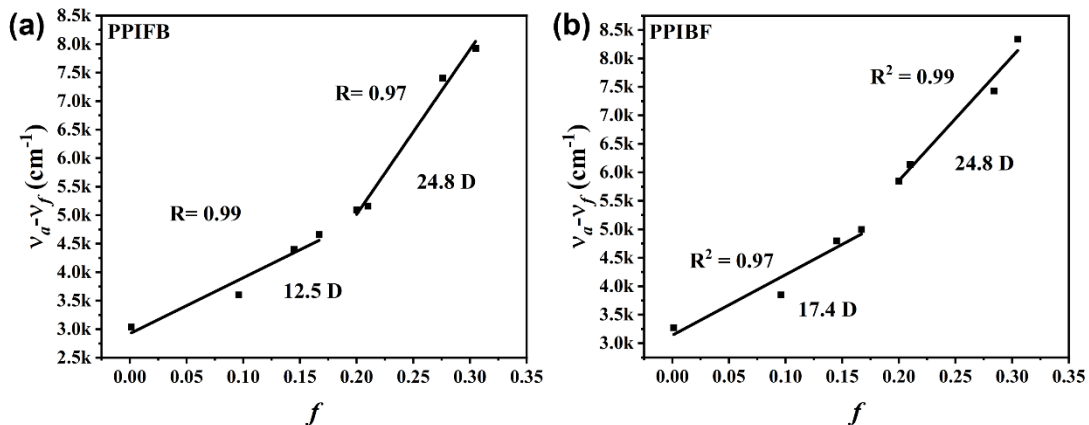 (a)
PPIFB
8.0k
7.5k
7.0k
6.5k
6.0k
5.5k
5.0k
4.5k
4.0k
3.5k
3.0k
2.5k
νa-νf (cm⁻¹)
R= 0.97
24.8 D
R= 0.99
12.5 D
0.00 0.05 0.10 0.15 0.20 0.25 0.30 0.35
f
(b)
PPIBF
8.5k
8.0k
7.5k
7.0k
6.5k
6.0k
5.5k
5.0k
4.5k
4.0k
3.5k
3.0k
νa-νf (cm⁻¹)
R² = 0.99
24.8 D
R² = 0.97
17.4 D
0.00 0.05 0.10 0.15 0.20 0.25 0.30 0.35
f